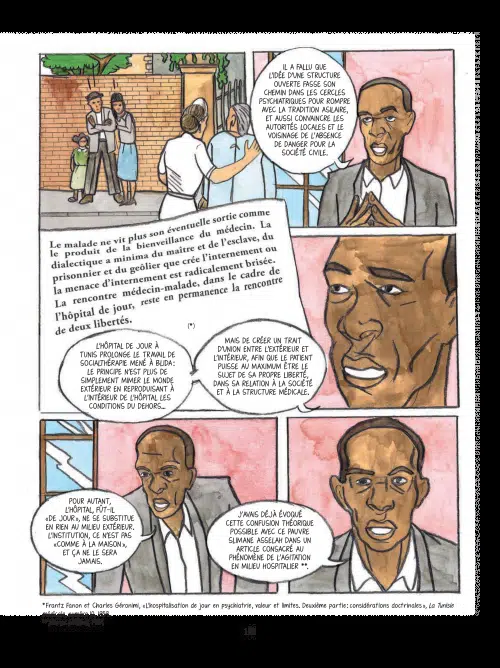 IL A FALLU QUE
L'IDÉE D'UNE STRUCTURE
OUVERTE FASSE SON
CHEMIN DANS LES CERCLES
PSYCHIATRIQUES POUR ROMPRE
AVEC LA TRADITION ASILAIRE,
ET AUSSI CONVAINCRE LES
AUTORITÉS LOCALES ET LE
VOISINAGE DE L'ABSENCE
DE DANGER POUR LA
SOCIÉTÉ CIVILE.
Le malade ne vit plus son éventuelle sortie comme
le produit de la bienveillance du médecin. La
dialectique a minima du maître et de l'esclave, du
prisonnier et du geôlier que crée l'internement ou
la menace d'internement est radicalement brisée.
La rencontre médecin-malade, dans le cadre de
l'hôpital de jour, reste en permanence la rencontre
de deux libertés.
(*)
L'HÔPITAL DE JOUR À
TUNIS PROLONGE LE TRAVAIL DE
SOCIALTHÉRAPIE MENÉ À BLIDA:
LE PRINCIPE N'EST PLUS DE
SIMPLEMENT MIMER LE MONDE
EXTÉRIEUR EN REPRODUISANT À
L'INTÉRIEUR DE L'HÔPITAL LES
CONDITIONS DU DEHORS...
MAIS DE CRÉER UN TRAIT
D'UNION ENTRE L'EXTÉRIEUR ET
L'INTÉRIEUR, AFIN QUE LE PATIENT
PUISSE AU MAXIMUM ÊTRE LE
SUJET DE SA PROPRE LIBERTÉ,
DANS SA RELATION À LA SOCIÉTÉ
ET À LA STRUCTURE MÉDICALE.
POUR AUTANT,
L'HÔPITAL, FÛT-IL
«DE JOUR», NE SE SUBSTITUE
EN RIEN AU MILIEU EXTÉRIEUR.
L'INSTITUTION, CE N'EST PAS
«COMME À LA MAISON»,
ET ÇA NE LE SERA
JAMAIS.
J'AVAIS DÉJÀ ÉVOQUÉ
CETTE CONFUSION THÉORIQUE
POSSIBLE AVEC CE PAUVRE
SLIMANE ASSELAH DANS UN
ARTICLE CONSACRÉ AU
PHÉNOMÈNE DE L'AGITATION
EN MILIEU HOSPITALIER **.
*Frantz Fanon et Charles Géronimi, «L'hospitalisation de jour en psychiatrie, valeur et limites. Deuxième partie: considérations doctrinales», La Tunisie